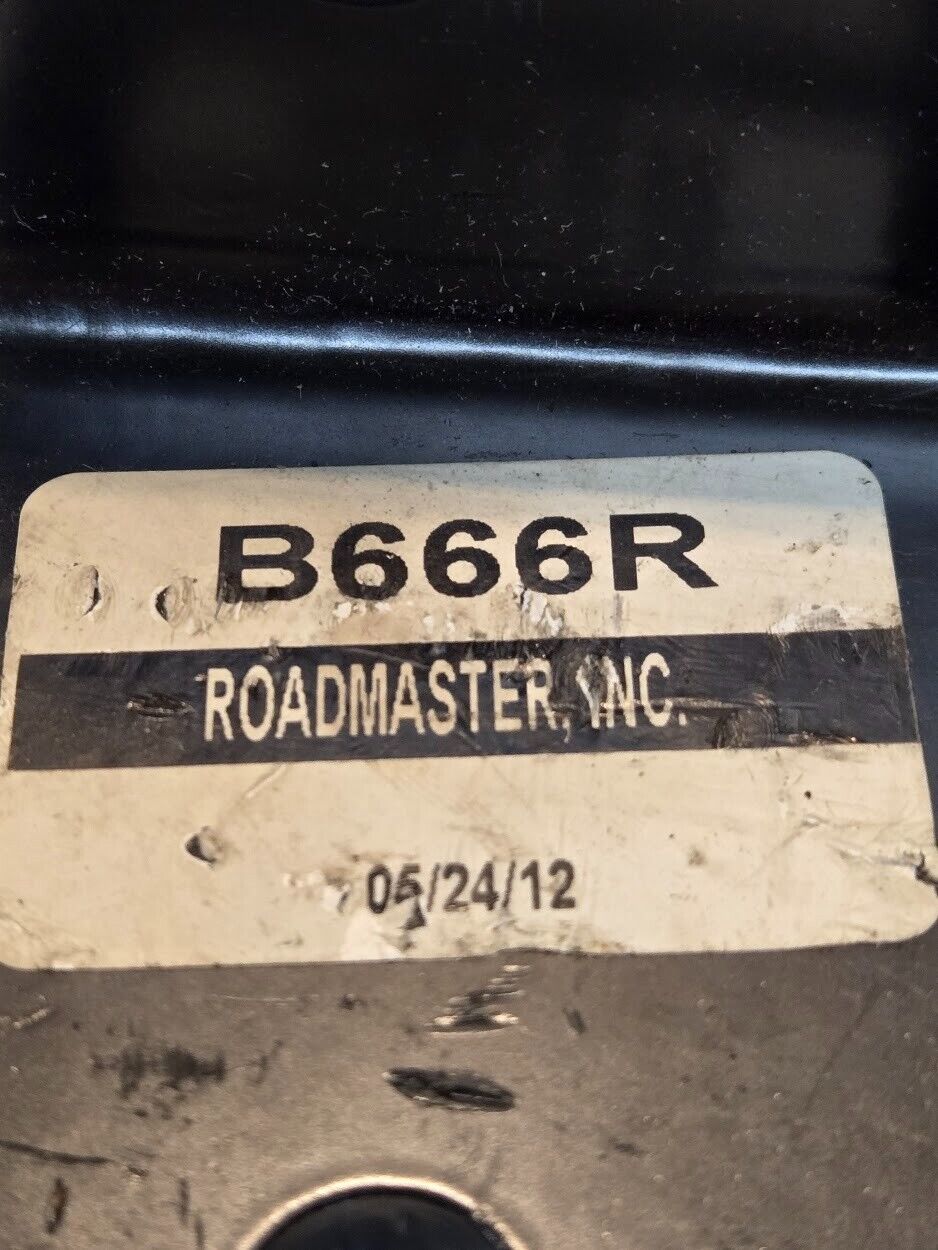 B666R
ROADMASTER, INC.
05/24/12